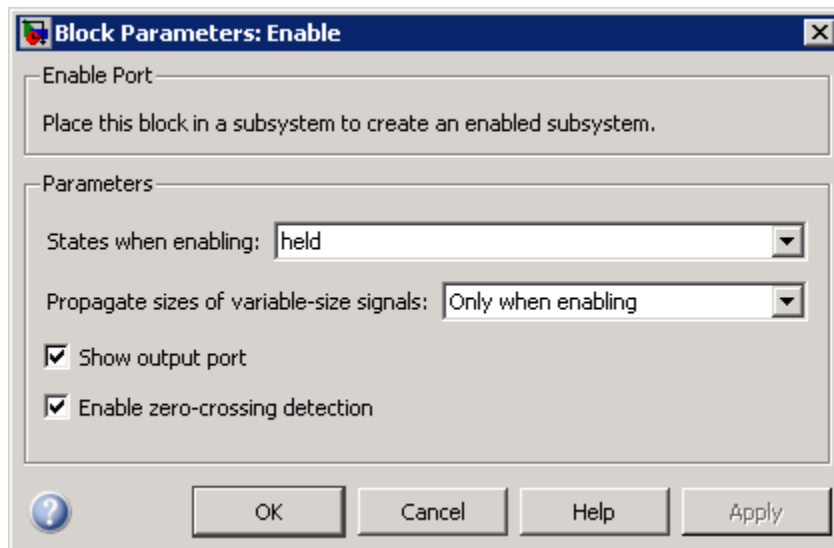 Block Parameters: Enable
Enable Port
Place this block in a subsystem to create an enabled subsystem.
Parameters
States when enabling: held
Propagate sizes of variable-size signals: Only when enabling
Show output port
Enable zero-crossing detection
? OK Cancel Help Apply